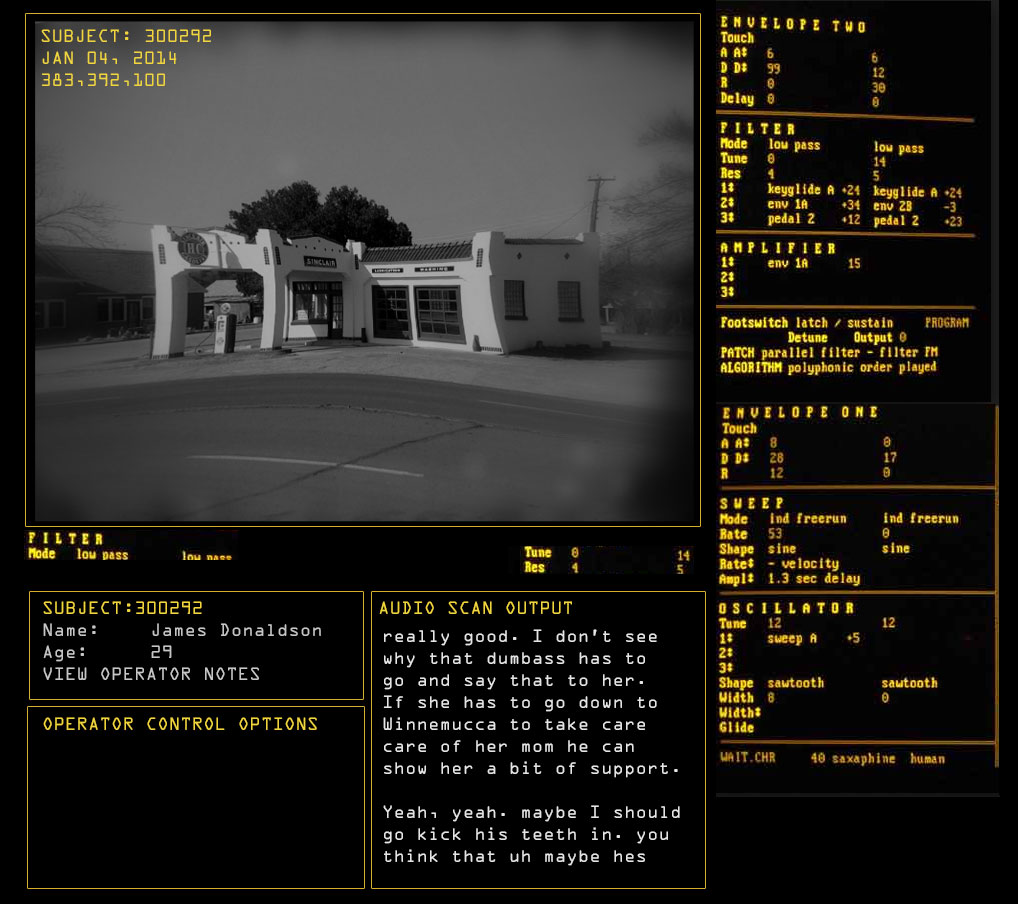 SUBJECT: 300292
JAN 04, 2014
383,392,100
SINCLAIR
LUBRICATION
WASHING
FILTER
Mode low pass low pass
Tune 0 14
Res 4 5
SUBJECT:300292
Name: James Donaldson
Age: 29
VIEW OPERATOR NOTES
OPERATOR CONTROL OPTIONS
AUDIO SCAN OUTPUT
really good. I don't see
why that dumbass has to
go and say that to her.
If she has to go down to
Winnemucca to take care
care of her mom he can
show her a bit of support.
Yeah, yeah. maybe I should
go kick his teeth in. you
think that uh maybe hes
ENVELOPE TWO
Touch
A A‡ 6 6
D D‡ 99 12
R 0 30
Delay 0 0
FILTER
Mode low pass low pass
Tune 0 14
Res 4 5
1‡ keyglide A +24 keyglide A +24
2‡ env 1A +34 env 2B -3
3‡ pedal 2 +12 pedal 2 +23
AMPLIFIER
1‡ env 1A 15
2‡
3‡
Footswitch latch / sustain PROGRAM
Detune Output 0
PATCH parallel filter - filter FM
ALGORITHM polyphonic order played
ENVELOPE ONE
Touch
A A‡ 8 0
D D‡ 28 17
R 12 0
SWEEP
Mode ind freerun ind freerun
Rate 53 0
Shape sine sine
Rate‡ - velocity
Ampl‡ 1.3 sec delay
OSCILLATOR
Tune 12 12
1‡ sweep A +5
2‡
3‡
Shape sawtooth sawtooth
Width 8 0
Width‡
Glide
WAIT.CHR 40 saxaphine human